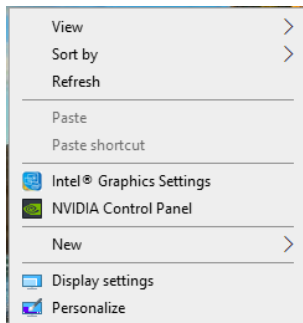 View
Sort by
Refresh
Paste
Paste shortcut
Intel® Graphics Settings
NVIDIA Control Panel
New
Display settings
Personalize